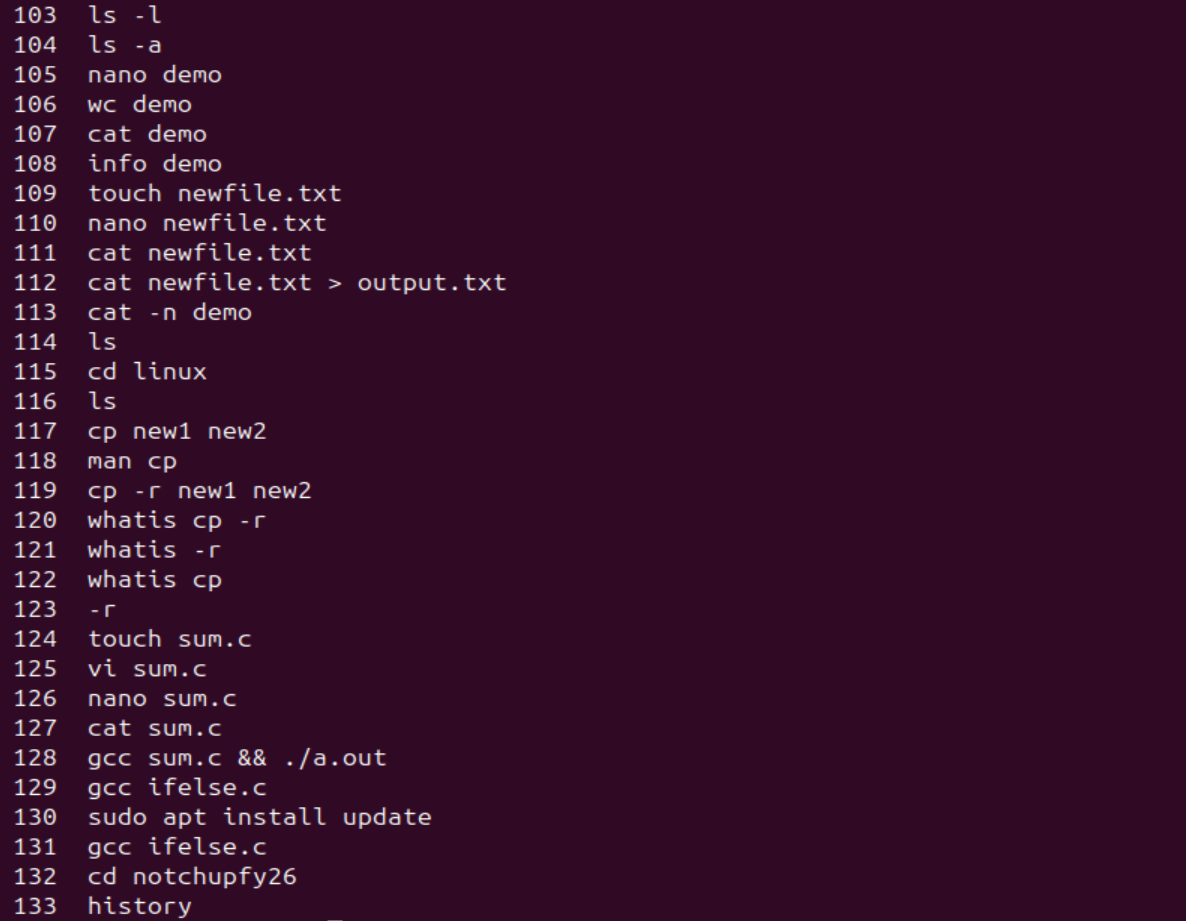 103 ls -l
104 ls -a
105 nano demo
106 wc demo
107 cat demo
108 info demo
109 touch newfile.txt
110 nano newfile.txt
111 cat newfile.txt
112 cat newfile.txt > output.txt
113 cat -n demo
114 ls
115 cd linux
116 ls
117 cp new1 new2
118 man cp
119 cp -r new1 new2
120 whatis cp -r
121 whatis -r
122 whatis cp
123 -r
124 touch sum.c
125 vi sum.c
126 nano sum.c
127 cat sum.c
128 gcc sum.c && ./a.out
129 gcc ifelse.c
130 sudo apt install update
131 gcc ifelse.c
132 cd notchupfy26
133 history